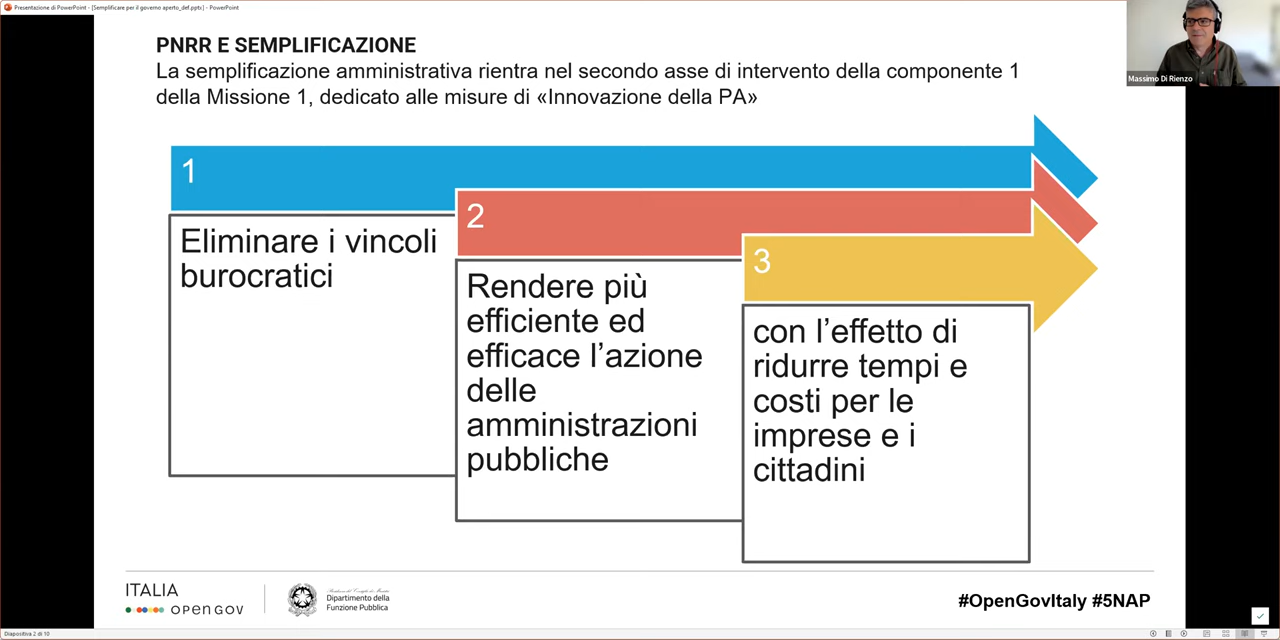 Presentazione di PowerPoint - [Semplificare per il governo aperto_def.pptx] - PowerPoint
PNRR E SEMPLIFICAZIONE
La semplificazione amministrativa rientra nel secondo asse di intervento della componente 1
della Missione 1, dedicato alle misure di «Innovazione della PA»
Massimo Di Rienzo
1
Eliminare i vincoli
burocratici
2
Rendere più
efficiente ed
efficace l’azione
delle
amministrazioni
pubbliche
3
con l’effetto di
ridurre tempi e
costi per le
imprese e i
cittadini
ITALIA
OPENGOV
Dipartimento della
Funzione Pubblica
#OpenGovItaly #5NAP
Diapositiva 2 di 10